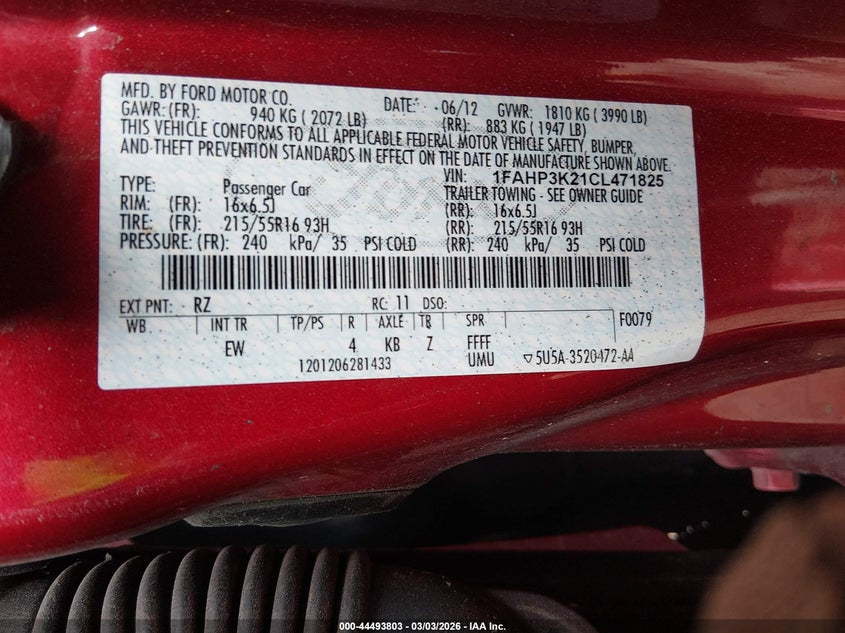 MFD. BY FORD MOTOR CO. DATE: 06/12 GVWR: 1810 KG ( 3990 LB)
GAWR: (FR): 940 KG ( 2072 LB) (RR): 883 KG ( 1947 LB)
THIS VEHICLE CONFORMS TO ALL APPLICABLE FEDERAL MOTOR VEHICLE SAFETY, BUMPER,
AND THEFT PREVENTION STANDARDS IN EFFECT ON THE DATE OF MANUFACTURE SHOWN ABOVE.
VIN: 1FAHP3K21CL471825
TYPE: Passenger Car TRAILER TOWING - SEE OWNER GUIDE
RIM: (FR): 16x6.5J (RR): 16x6.5J
TIRE: (FR): 215/55R16 93H (RR): 215/55R16 93H
PRESSURE: (FR): 240 kPa/ 35 PSI COLD (RR): 240 kPa/ 35 PSI COLD
EXT PNT: RZ RC: 11 DSO: F0079
WB INT TR TP/PS R AXLE TR SPR
EW 4 KB Z FFFF
1201206281433 UMU ▽5U5A-3520472-AA
000-44493803 - 03/03/2026 - IAA Inc.